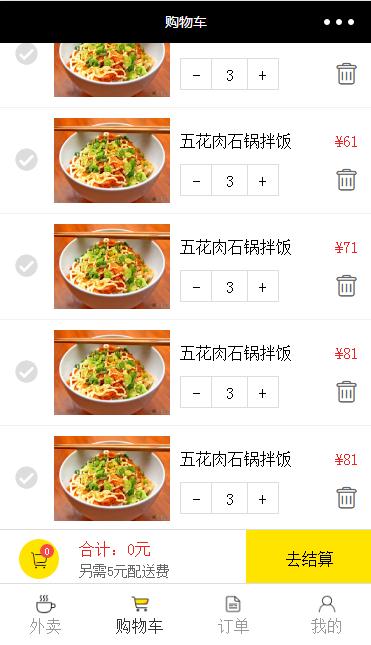 购物车
- 3 +
五花肉石锅拌饭 ¥61
- 3 +
五花肉石锅拌饭 ¥71
- 3 +
五花肉石锅拌饭 ¥81
- 3 +
五花肉石锅拌饭 ¥81
- 3 +
0
合计：0元
另需5元配送费
去结算
外卖 购物车 订单 我的